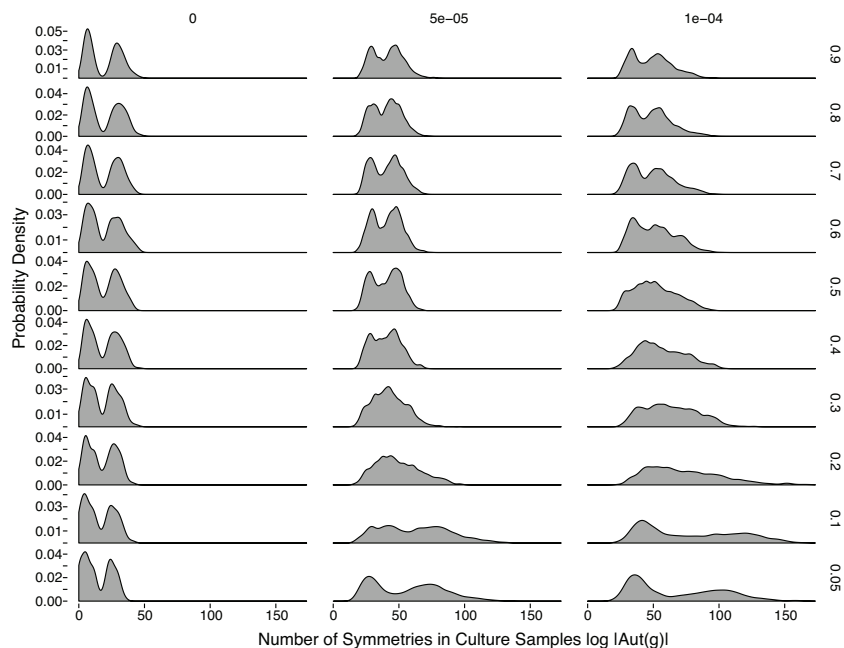 0 5e-05 1e-04
Probability Density
0.05 0.03 0.01 0.9
0.04 0.02 0.00 0.8
0.04 0.02 0.00 0.7
0.03 0.01 0.6
0.04 0.02 0.00 0.5
0.04 0.02 0.00 0.4
0.03 0.01 0.3
0.04 0.02 0.00 0.2
0.03 0.01 0.1
0.04 0.02 0.00 0.05
0 50 100 150 0 50 100 150 0 50 100 150
Number of Symmetries in Culture Samples log |Aut(g)|